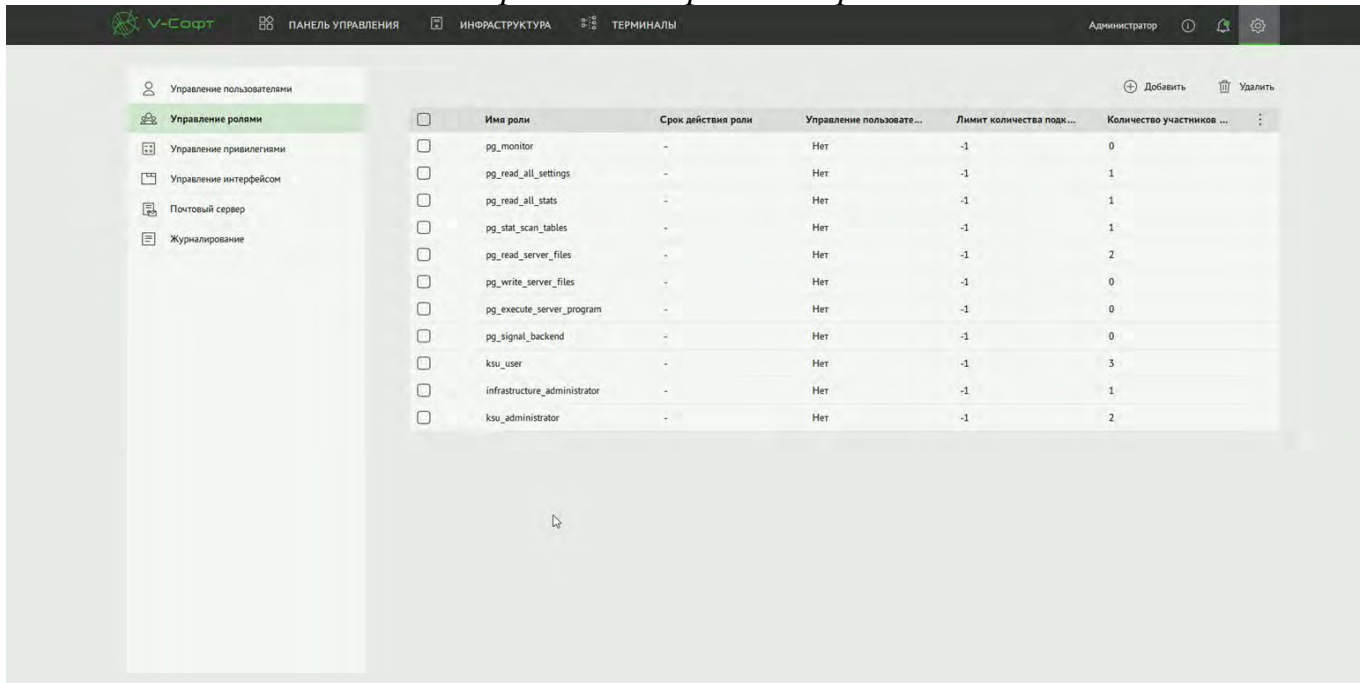 V-Софт ПАНЕЛЬ УПРАВЛЕНИЯ ИНФРАСТРУКТУРА ТЕРМИНАЛЫ Администратор
Управление пользователями
Управление ролями
Управление привилегиями
Управление интерфейсом
Почтовый сервер
Журналирование
Добавить Удалить
Имя роли Срок действия роли Управление пользовате... Лимит количества подк... Количество участников ...
pg_monitor - Нет -1 0
pg_read_all_settings - Нет -1 1
pg_read_all_stats - Нет -1 1
pg_stat_scan_tables - Нет -1 1
pg_read_server_files - Нет -1 2
pg_write_server_files - Нет -1 0
pg_execute_server_program - Нет -1 0
pg_signal_backend - Нет -1 0
ksu_user - Нет -1 3
infrastructure_administrator - Нет -1 1
ksu_administrator - Нет -1 2